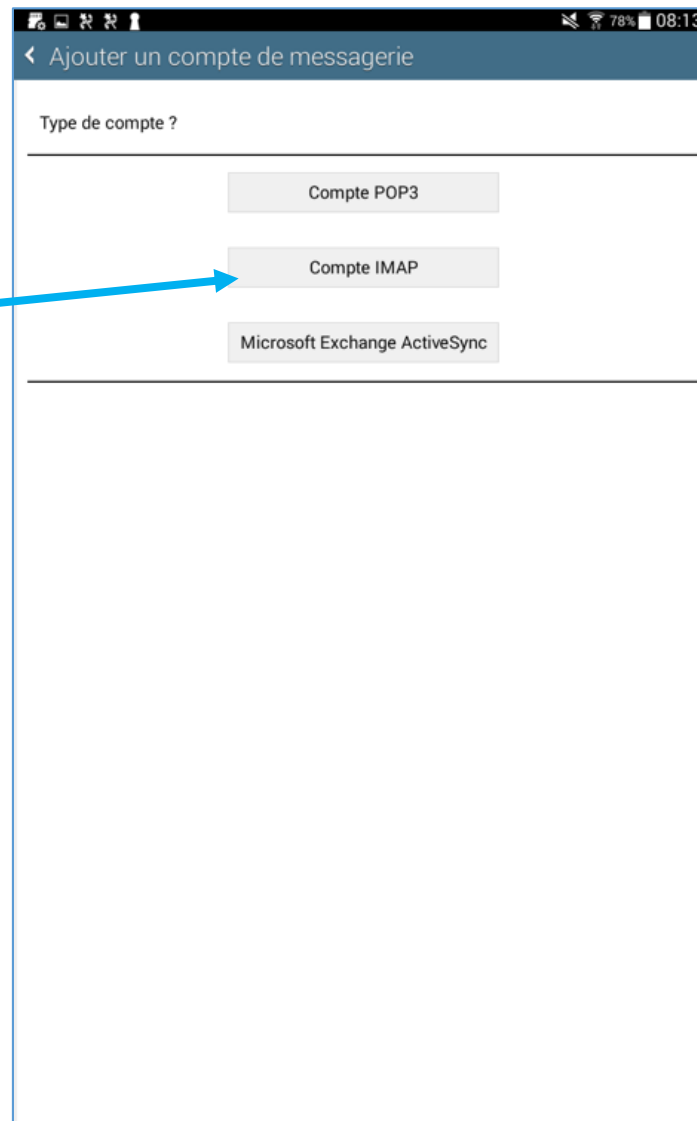 78% 08:13
Ajouter un compte de messagerie
Type de compte ?
Compte POP3
Compte IMAP
Microsoft Exchange ActiveSync